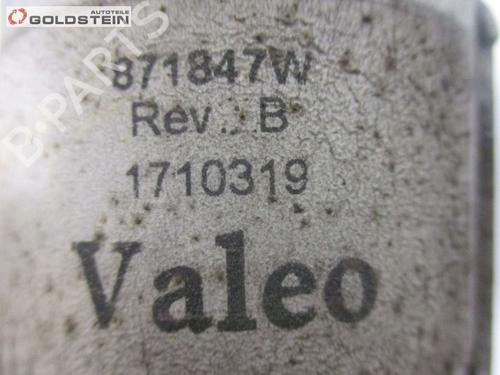 AUTOTEILE
GOLDSTEIN
B-PARTS
871847W
Rev.: B
1710319
Valeo